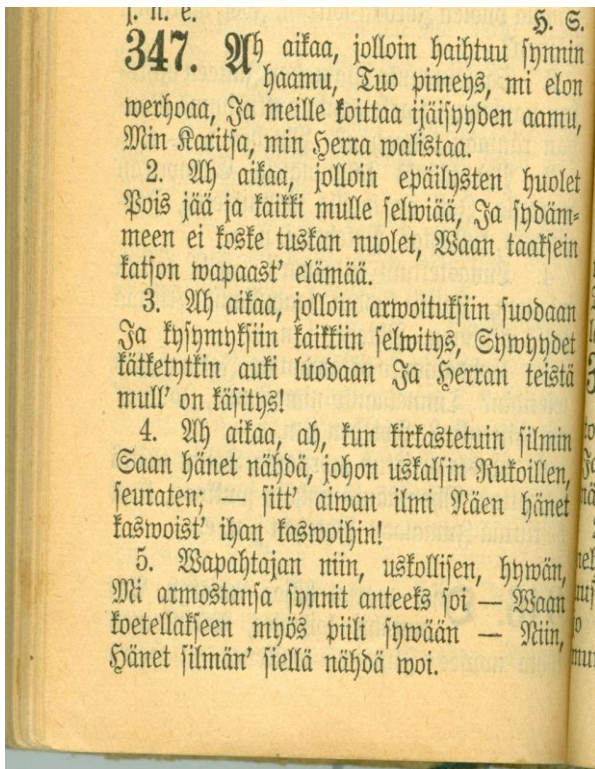 j. n. e.
H. S.
347. Ah aikaa, jolloin haihtuu synnin
haamu, Tuo pimeys, mi elon
werhoaa, Ja meille koittaa ijäisyyden aamu,
Min Karitsa, min Herra walistaa.
2. Ah aikaa, jolloin epäilysten huolet
Pois jää ja kaikki mulle selwiää, Ja sydäm-
meen ei koske tuskan nuolet, Waan taaksein
katson wapaast' elämää.
3. Ah aikaa, jolloin arwoituksiin suodaan
Ja kysymyksiin kaikkiin selwitys, Sywyydet
kätketytkin auki luodaan Ja Herran teistä
mull' on käsitys!
4. Ah aikaa, ah, kun kirkastetuin silmin
Saan hänet nähdä, johon uskalsin Rukoillen,
seuraten; — sitt' aiwan ilmi Näen hänet
kaswoist' ihan kaswoihin!
5. Wapahtajan niin, uskollisen, hywän,
Mi armostansa synnit anteeks soi — Waan
koetellakseen myös piili sywään — Niin,
Hänet silmän' siellä nähdä woi.